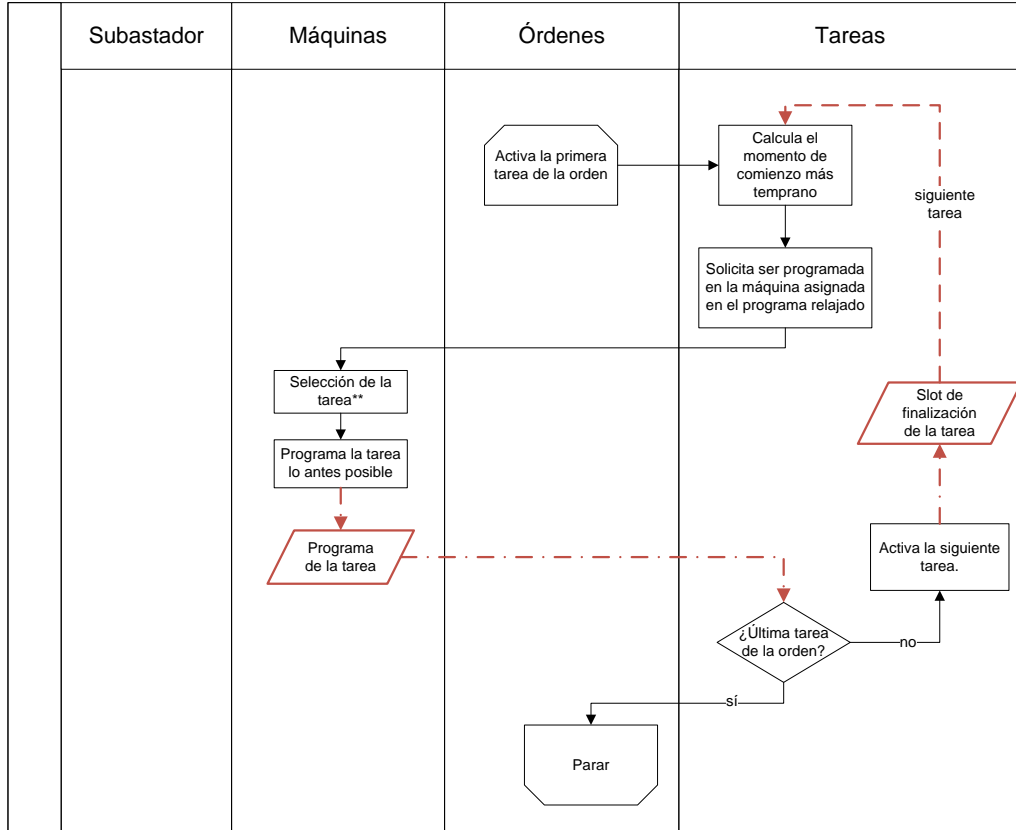 Subastador
Máquinas
Órdenes
Tareas
Activa la primera
tarea de la orden
Calcula el
momento de
comienzo más
temprano
siguiente
tarea
Solicita ser programada
en la máquina asignada
en el programa relajado
Selección de la
tarea**
Slot de
finalización
de la tarea
Programa la tarea
lo antes posible
Programa
de la tarea
Activa la siguiente
tarea.
¿Última tarea
de la orden?
no
sí
Parar